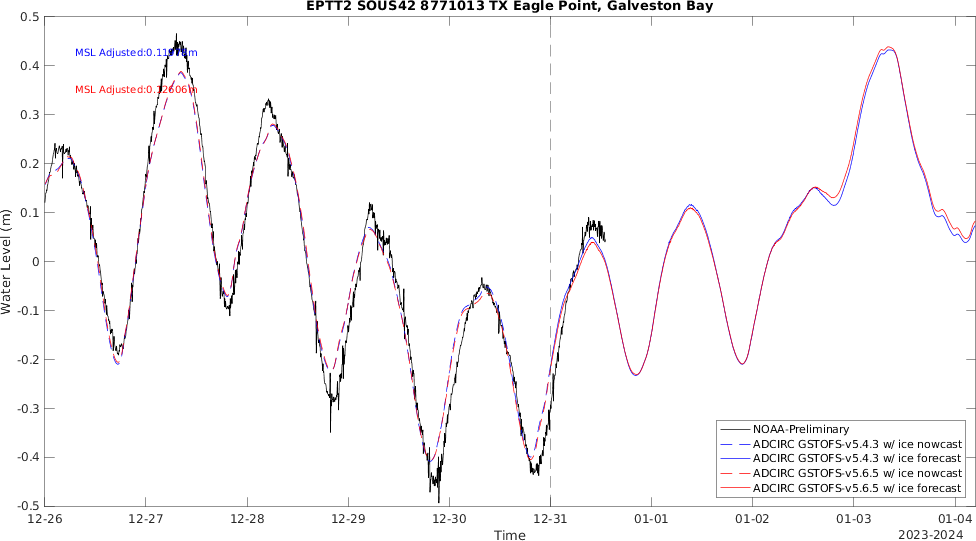 EPTT2 SOUS42 8771013 TX Eagle Point, Galveston Bay
MSL Adjusted:
MSL Adjusted:0.12606m
Water Level (m)
0.5
0.4
0.3
0.2
0.1
0
-0.1
-0.2
-0.3
-0.4
-0.5
NOAA-Preliminary
ADCIRC GSTOFS-v5.4.3 w/ ice nowcast
ADCIRC GSTOFS-v5.4.3 w/ ice forecast
ADCIRC GSTOFS-v5.6.5 w/ ice nowcast
ADCIRC GSTOFS-v5.6.5 w/ ice forecast
12-26 12-27 12-28 12-29 12-30 12-31 01-01 01-02 01-03 01-04
Time
2023-2024